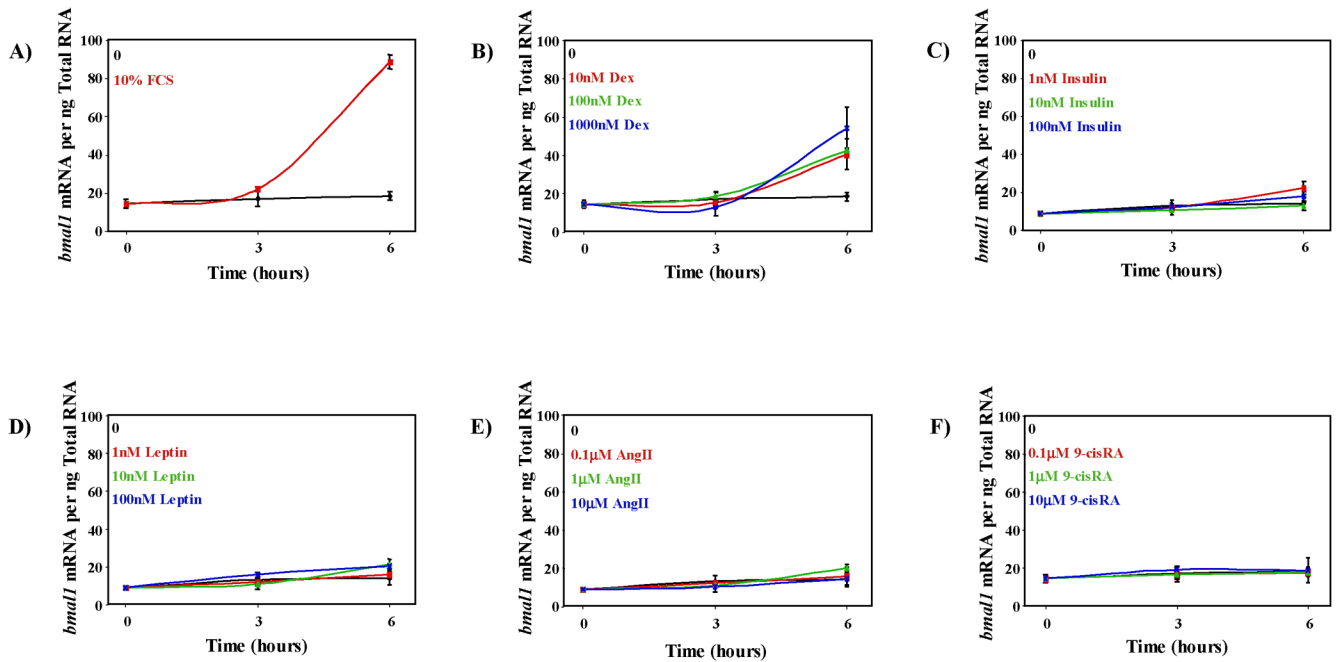 A)
bmal1 mRNA per ng Total RNA
100
80
60
40
20
0
0
10% FCS
0
3
6
Time (hours)
B)
bmal1 mRNA per ng Total RNA
100
80
60
40
20
0
0
10nM Dex
100nM Dex
1000nM Dex
0
3
6
Time (hours)
C)
bmal1 mRNA per ng Total RNA
100
80
60
40
20
0
0
1nM Insulin
10nM Insulin
100nM Insulin
0
3
6
Time (hours)
D)
bmal1 mRNA per ng Total RNA
100
80
60
40
20
0
0
1nM Leptin
10nM Leptin
100nM Leptin
0
3
6
Time (hours)
E)
bmal1 mRNA per ng Total RNA
100
80
60
40
20
0
0
0.1μM AngII
1μM AngII
10μM AngII
0
3
6
Time (hours)
F)
bmal1 mRNA per ng Total RNA
100
80
60
40
20
0
0
0.1μM 9-cisRA
1μM 9-cisRA
10μM 9-cisRA
0
3
6
Time (hours)